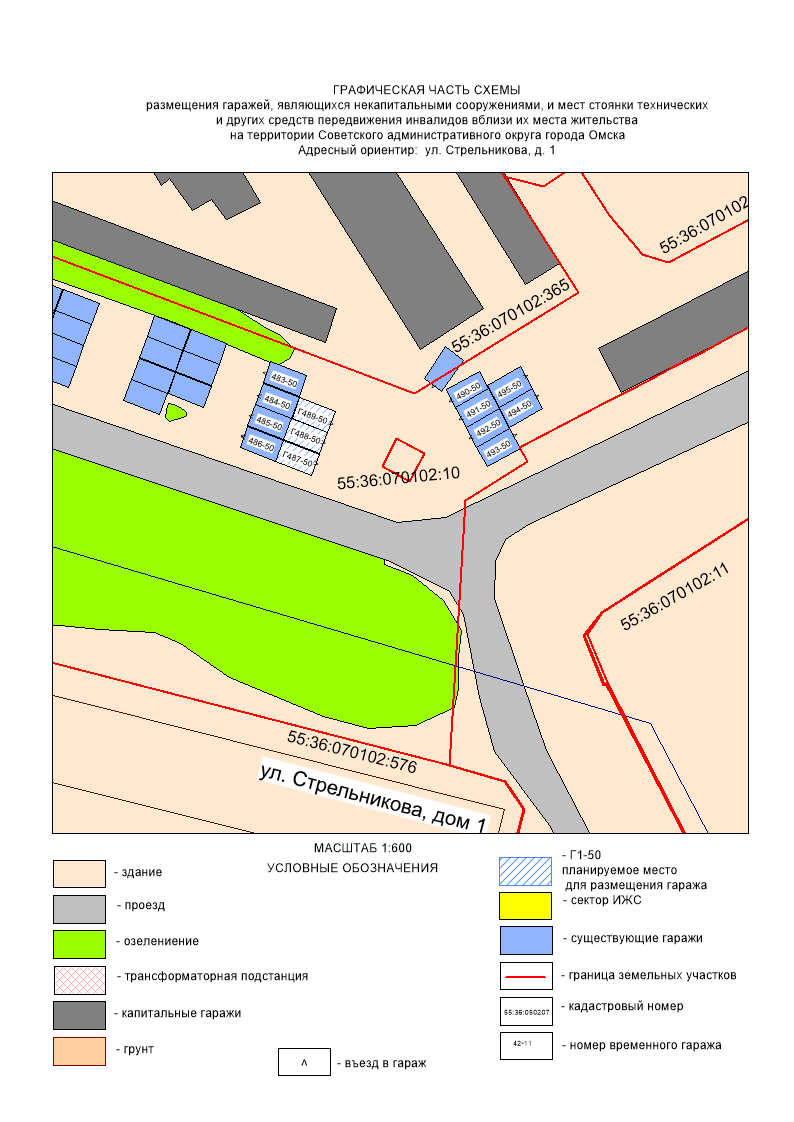 ГРАФИЧЕСКАЯ ЧАСТЬ СХЕМЫ
размещения гаражей, являющихся некапитальными сооружениями, и мест стоянки технических
и других средств передвижения инвалидов вблизи их места жительства
на территории Советского административного округа города Омска
Адресный ориентир: ул. Стрельникова, д. 1
55:36:070102
55:36:070102:365
483-50
484-50
485-50
486-50
Г489-50
Г488-50
Г487-50
490-50
491-50
492-50
493-50
495-50
494-50
55:36:070102:10
55:36:070102:11
55:36:070102:576
ул. Стрельникова, дом 1
МАСШТАБ 1:600
УСЛОВНЫЕ ОБОЗНАЧЕНИЯ
- здание
- проезд
- озелениение
- трансформаторная подстанция
- капитальные гаражи
- грунт
^ - въезд в гараж
- Г1-50
планируемое место
для размещения гаража
- сектор ИЖС
- существующие гаражи
- граница земельных участков
55:36:050207 - кадастровый номер
42-11 - номер временного гаража